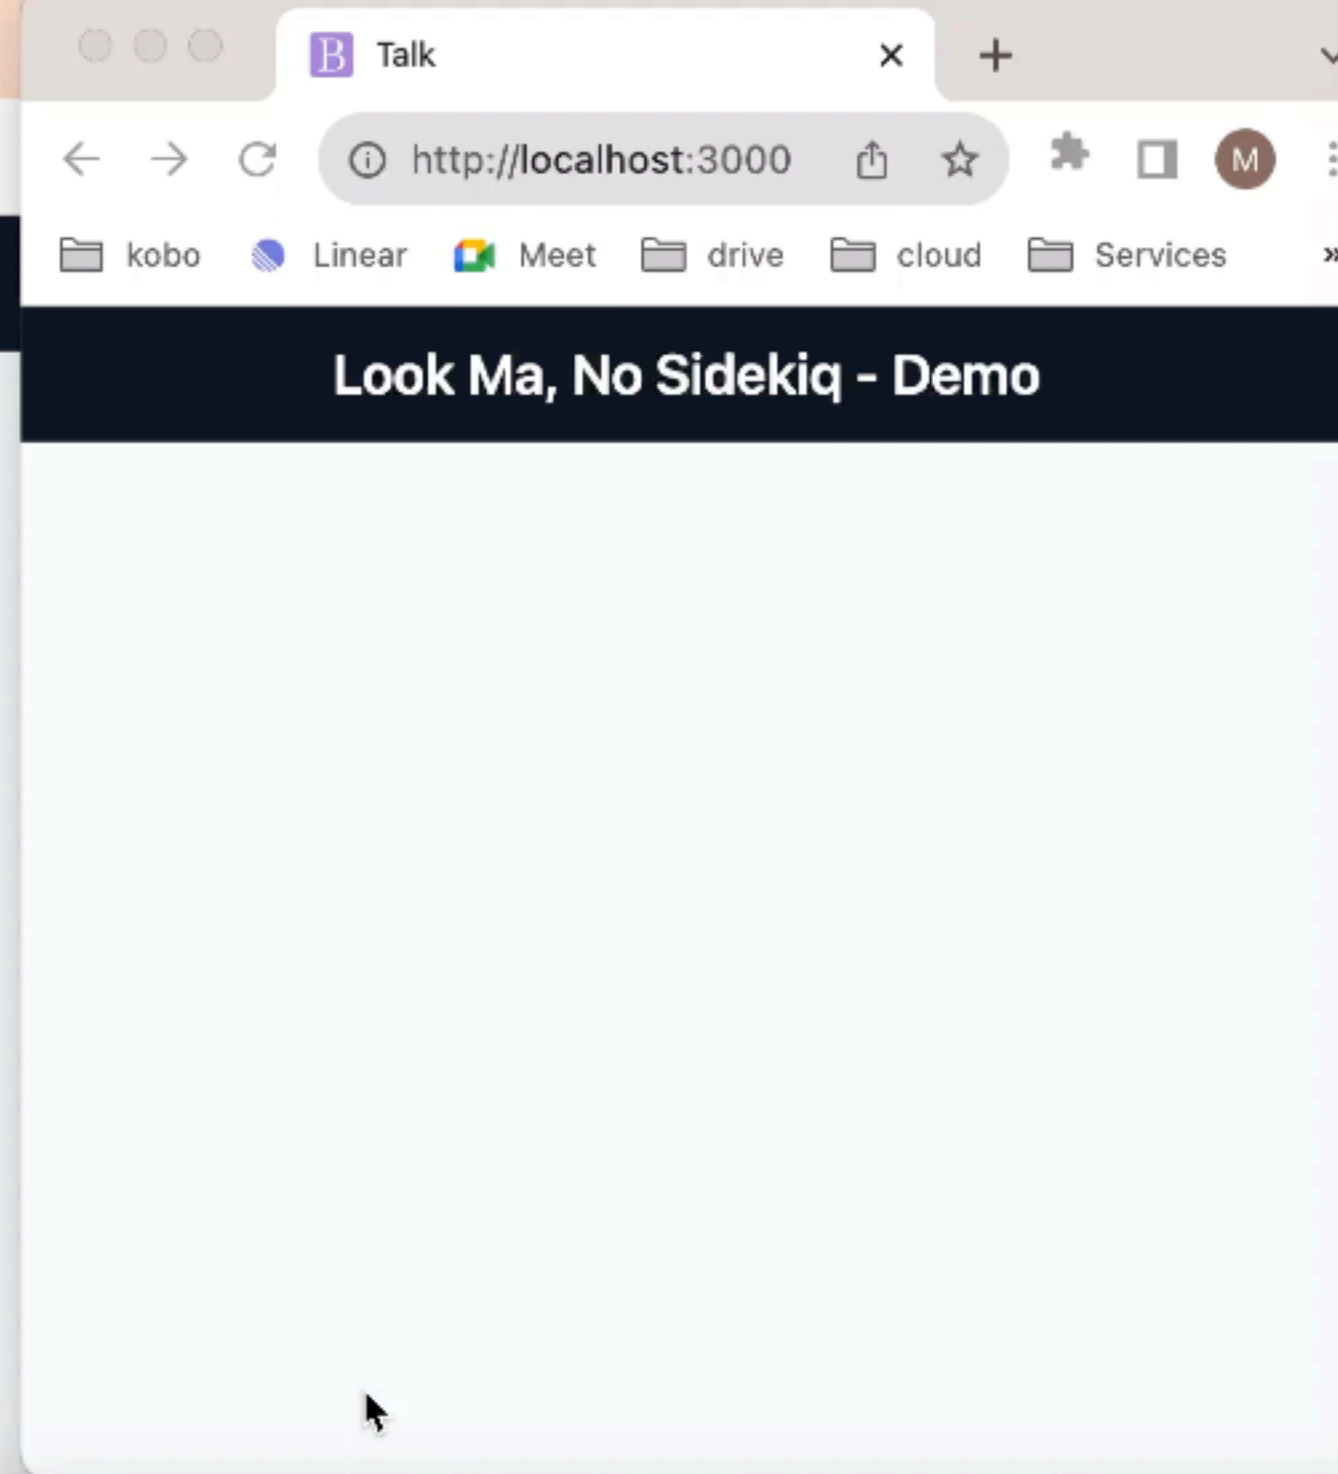 B Talk
http://localhost:3000 M
kobo Linear Meet drive cloud Services »
Look Ma, No Sidekiq - Demo